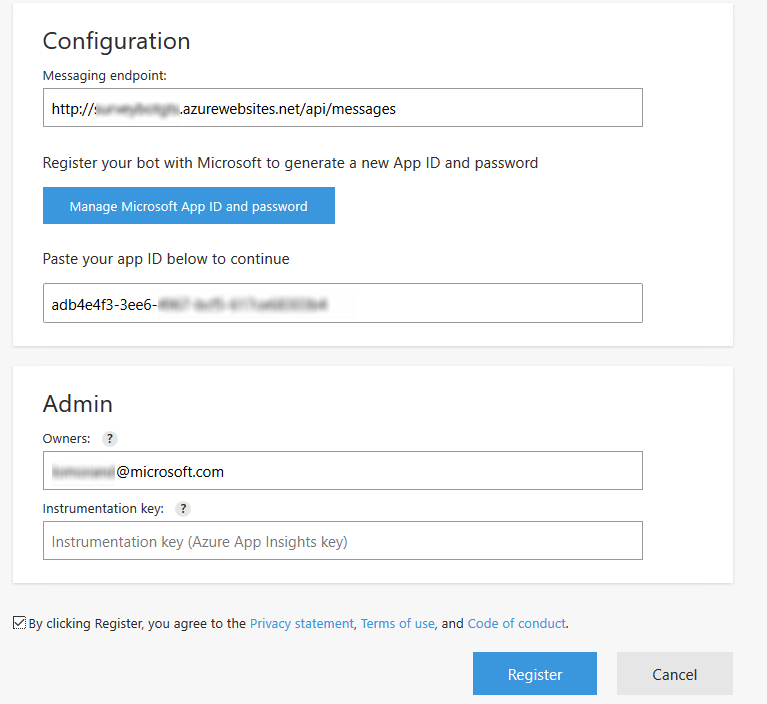 Configuration
Messaging endpoint:
http://.azurewebsites.net/api/messages
Register your bot with Microsoft to generate a new App ID and password
Manage Microsoft App ID and password
Paste your app ID below to continue
adb4e4f3-3ee6-
Admin
Owners: ?
@microsoft.com
Instrumentation key: ?
Instrumentation key (Azure App Insights key)
By clicking Register, you agree to the Privacy statement, Terms of use, and Code of conduct.
Register Cancel